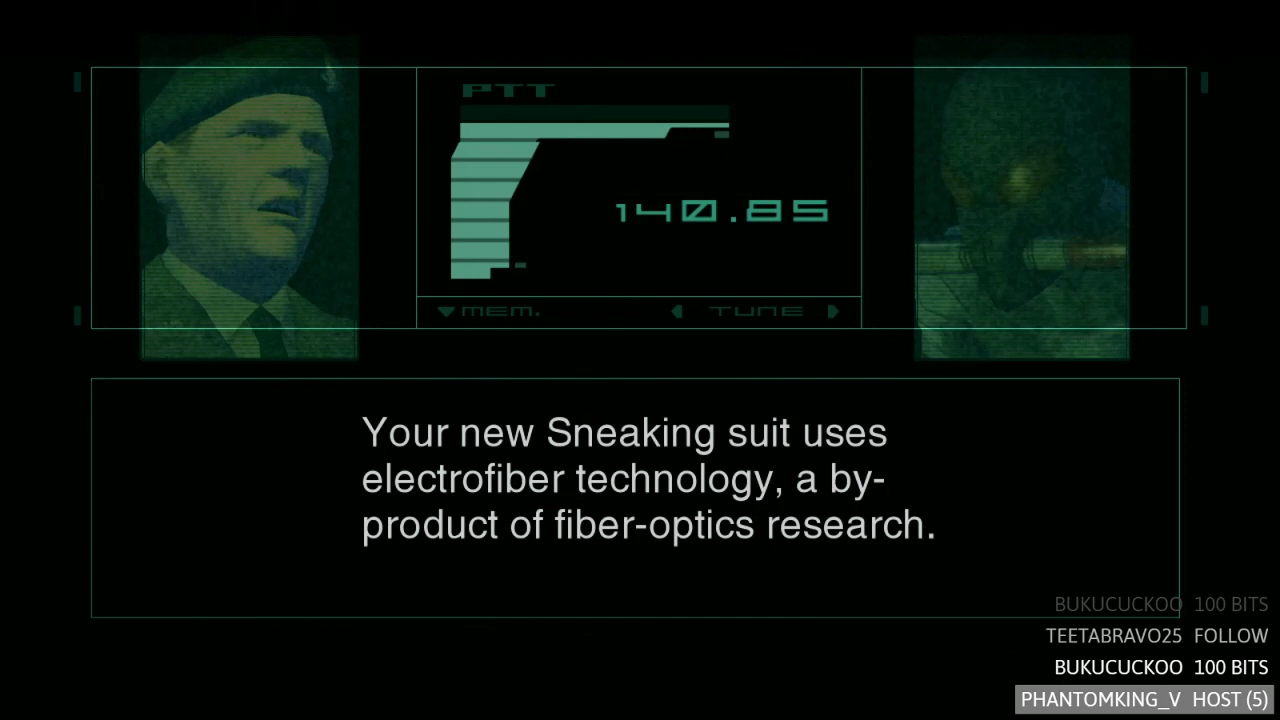 PTT
140.85
MEM.
TUNE
Your new Sneaking suit uses
electrofiber technology, a by-
product of fiber-optics research.
BUKUCUCKOO 100 BITS
TEETABRAVO25 FOLLOW
BUKUCUCKOO 100 BITS
PHANTOMKING_V HOST (5)